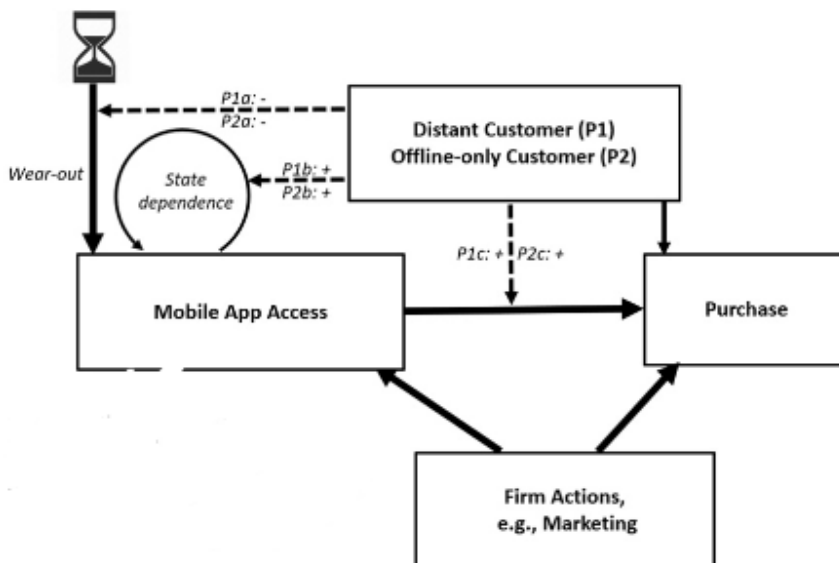 P1a: -
P2a: -
Distant Customer (P1)
Offline-only Customer (P2)
Wear-out
State
dependence
P1b: +
P2b: +
P1c: +
P2c: +
Mobile App Access
Purchase
Firm Actions,
e.g., Marketing